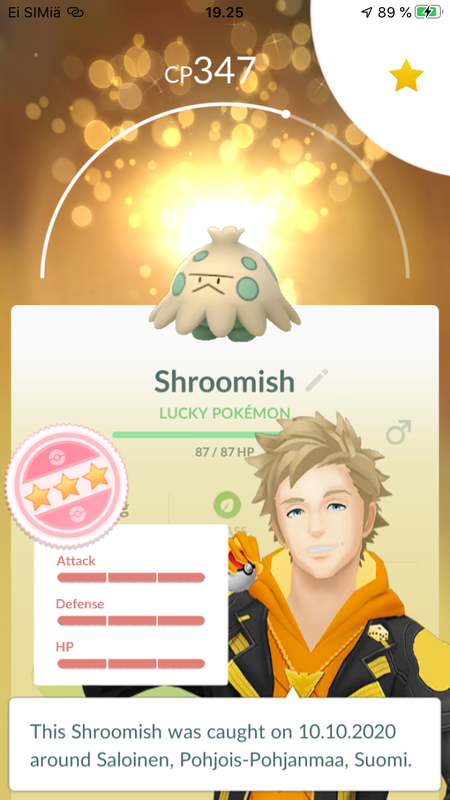 Ei SIMiä
19.25
89 %
CP347
Shroomish
LUCKY POKÉMON
87 / 87 HP
Attack
Defense
HP
This Shroomish was caught on 10.10.2020
around Saloinen, Pohjois-Pohjanmaa, Suomi.